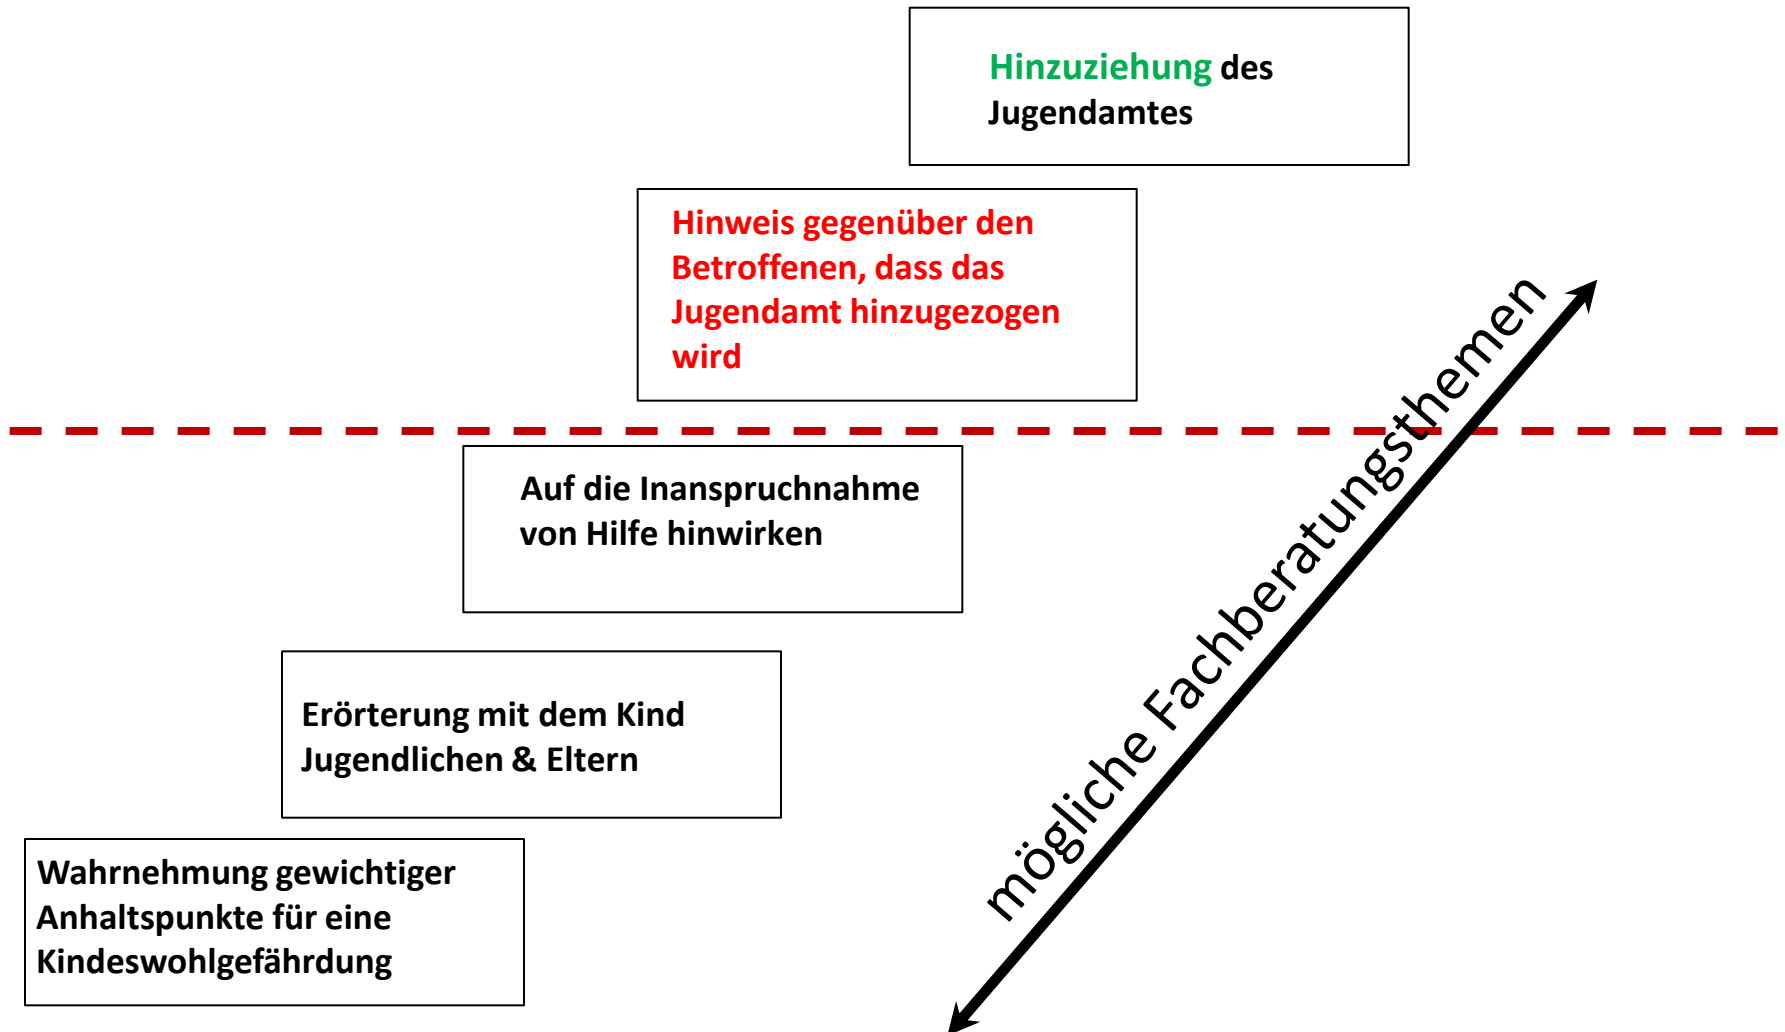 Hinzuziehung des
Jugendamtes
Hinweis gegenüber den
Betroffenen, dass das
Jugendamt hinzugezogen
wird
Auf die Inanspruchnahme
von Hilfe hinwirken
Erörterung mit dem Kind
Jugendlichen & Eltern
Wahrnehmung gewichtiger
Anhaltspunkte für eine
Kindeswohlgefährdung
mögliche Fachberatungsthemen